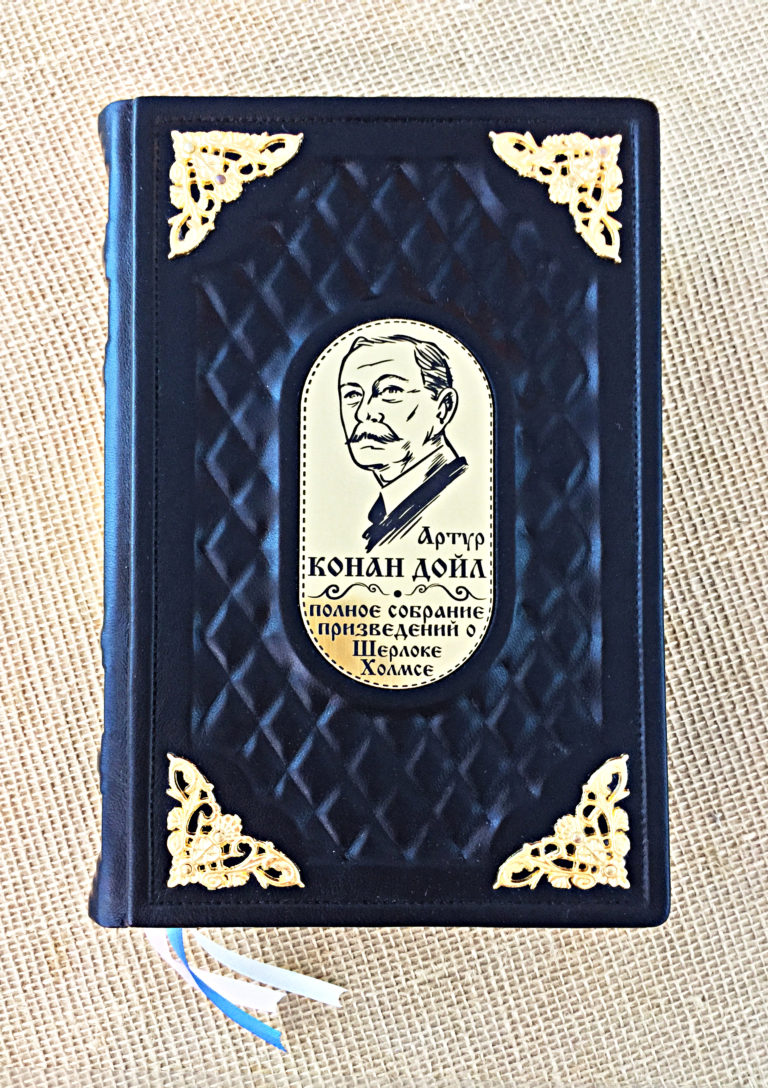 Артур
КОНАН ДОЙЛ
ПОЛНОЕ СОБРАНИЕ
ПРИЗВЕДЕНИЙ О
ШЕРЛОКЕ
ХОЛМСЕ